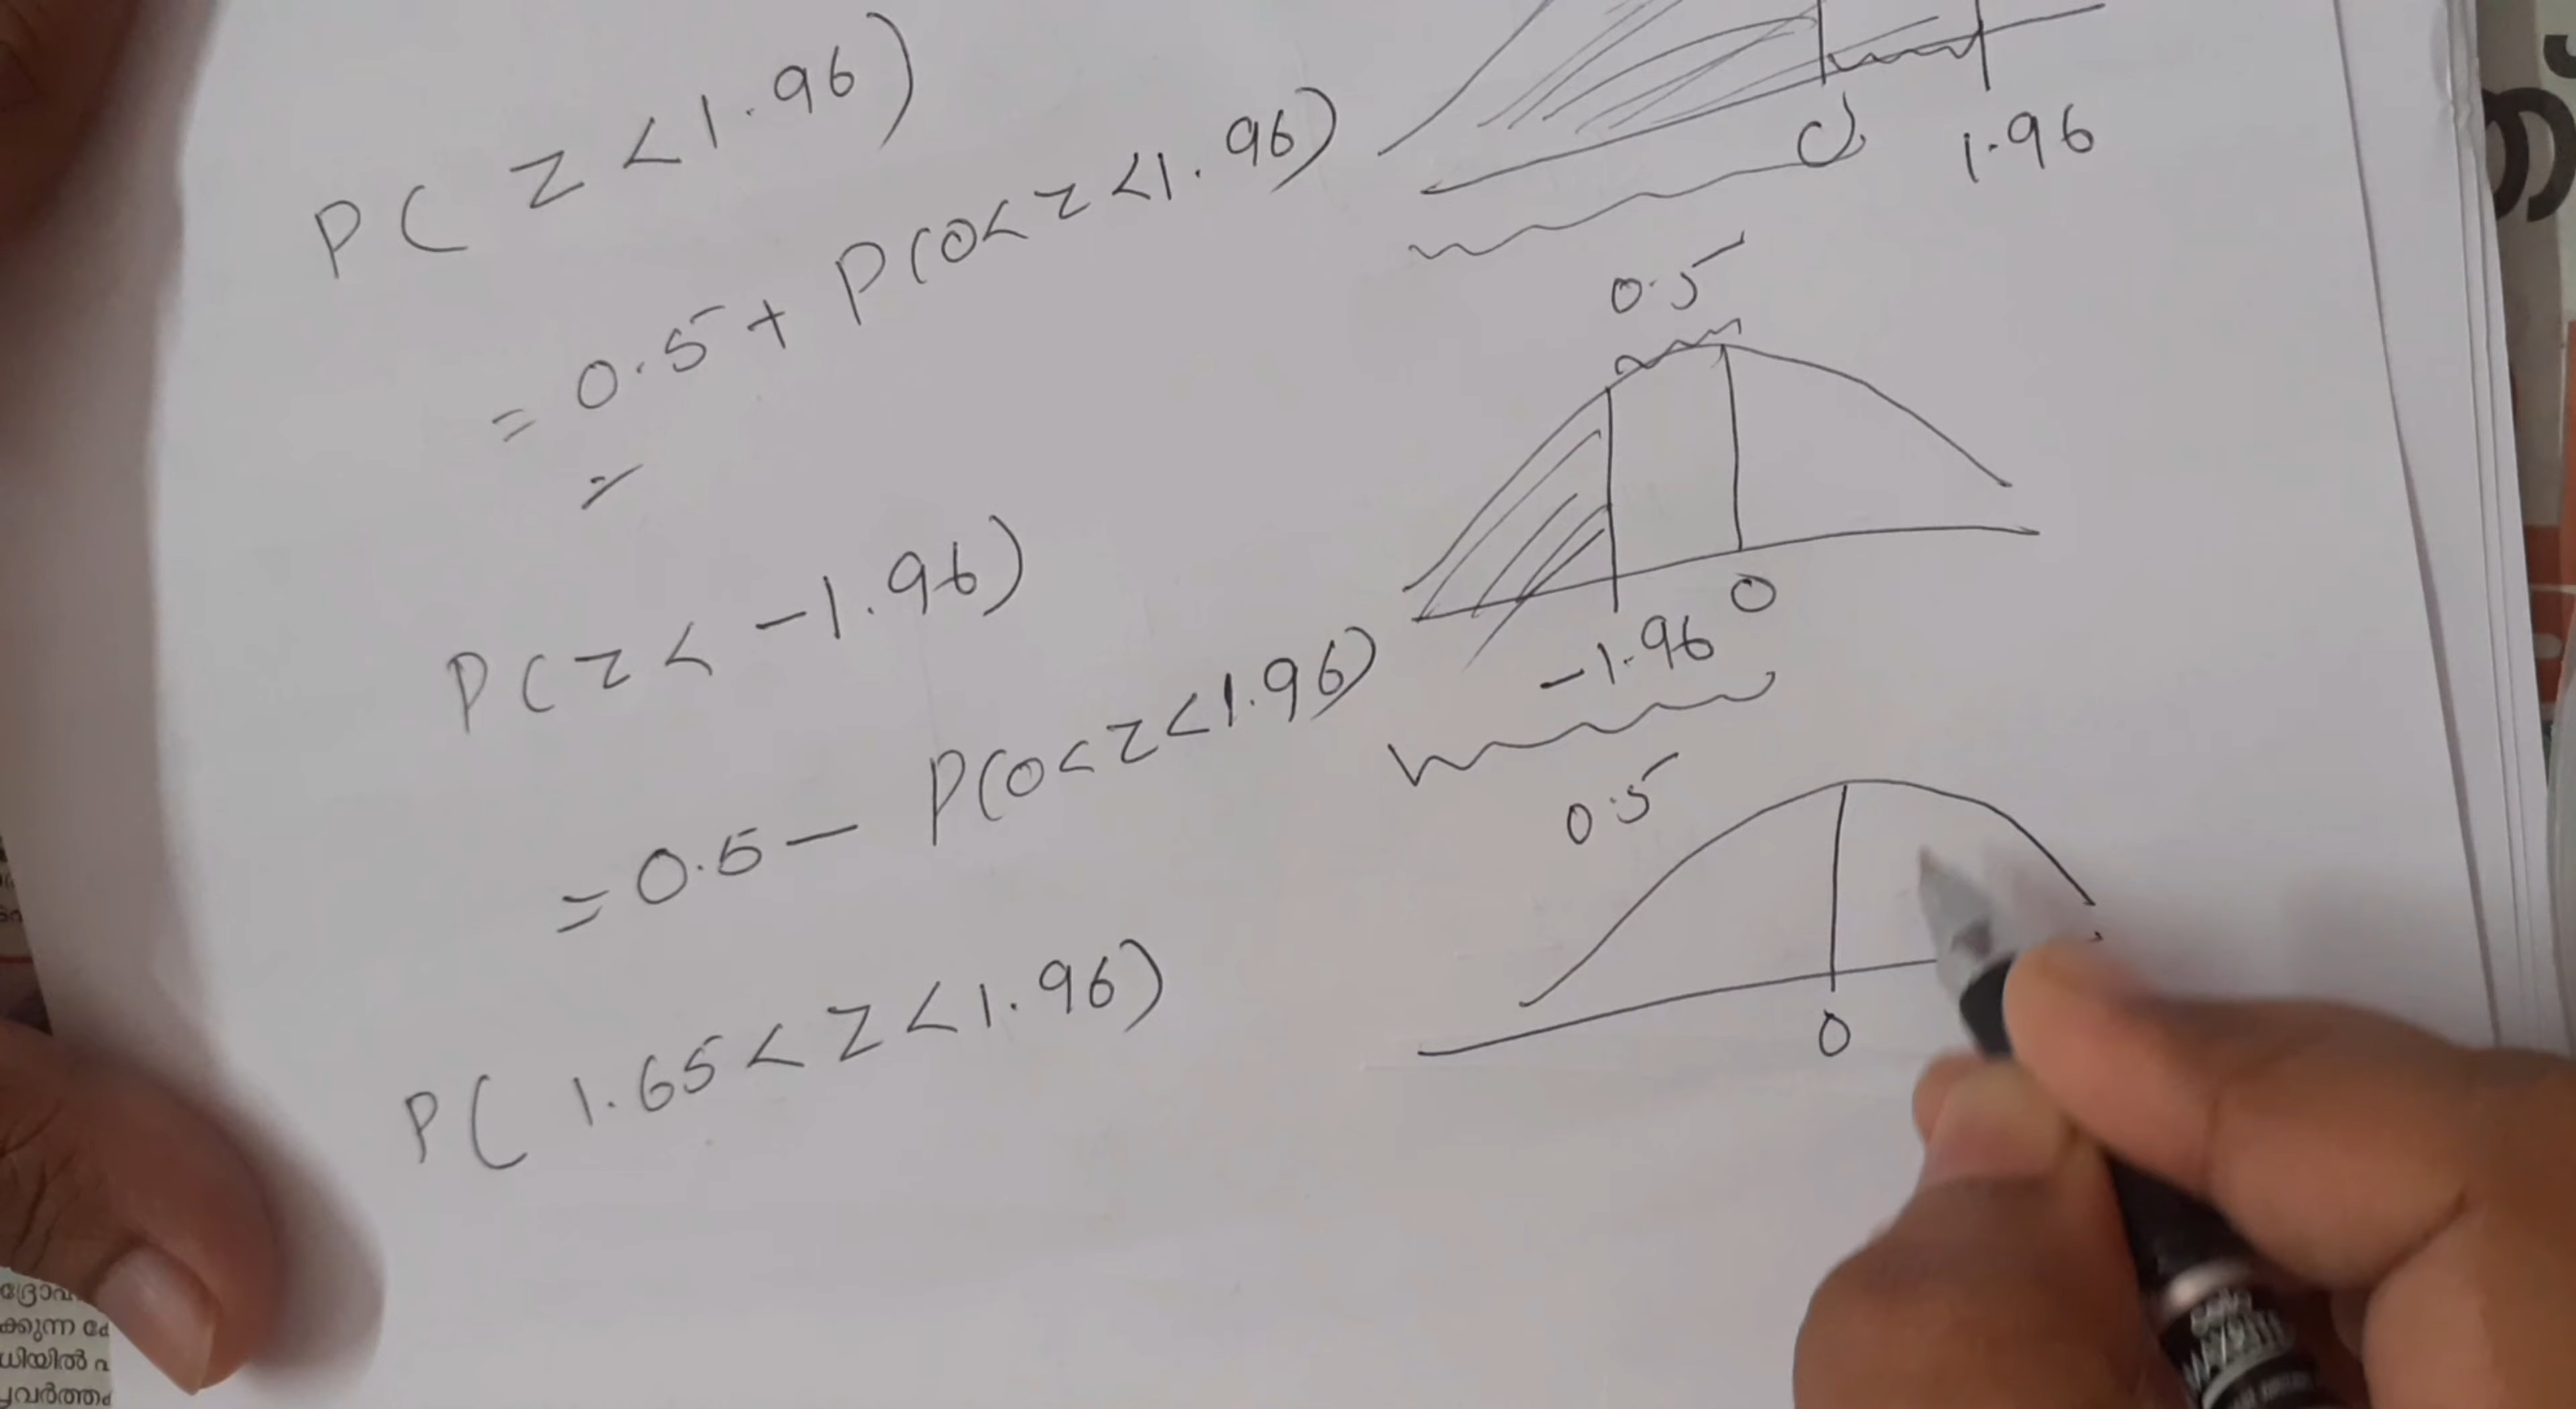 P( Z < 1.96)
= 0.5 + P(0 < Z < 1.96)
=
0
1.96
0.5
P( Z < -1.96)
= 0.5 - P(0 < Z < 1.96)
-1.96
0
0.5
P( 1.65 < Z < 1.96)
0
ക്കുന്ന
ധിയിൽ